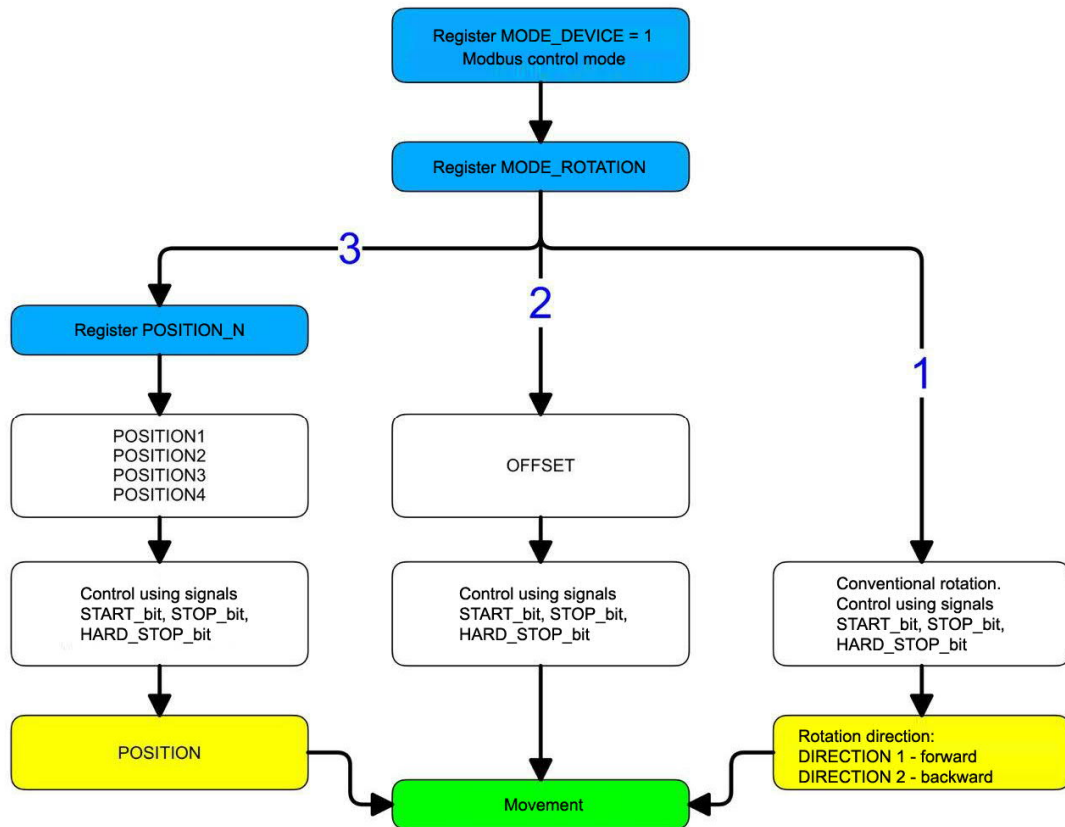 Register MODE_DEVICE = 1
Modbus control mode
Register MODE_ROTATION
3
2
1
Register POSITION_N
POSITION1
POSITION2
POSITION3
POSITION4
OFFSET
Control using signals
START_bit, STOP_bit,
HARD_STOP_bit
Control using signals
START_bit, STOP_bit,
HARD_STOP_bit
Conventional rotation.
Control using signals
START_bit, STOP_bit,
HARD_STOP_bit
POSITION
Rotation direction:
DIRECTION 1 - forward
DIRECTION 2 - backward
Movement